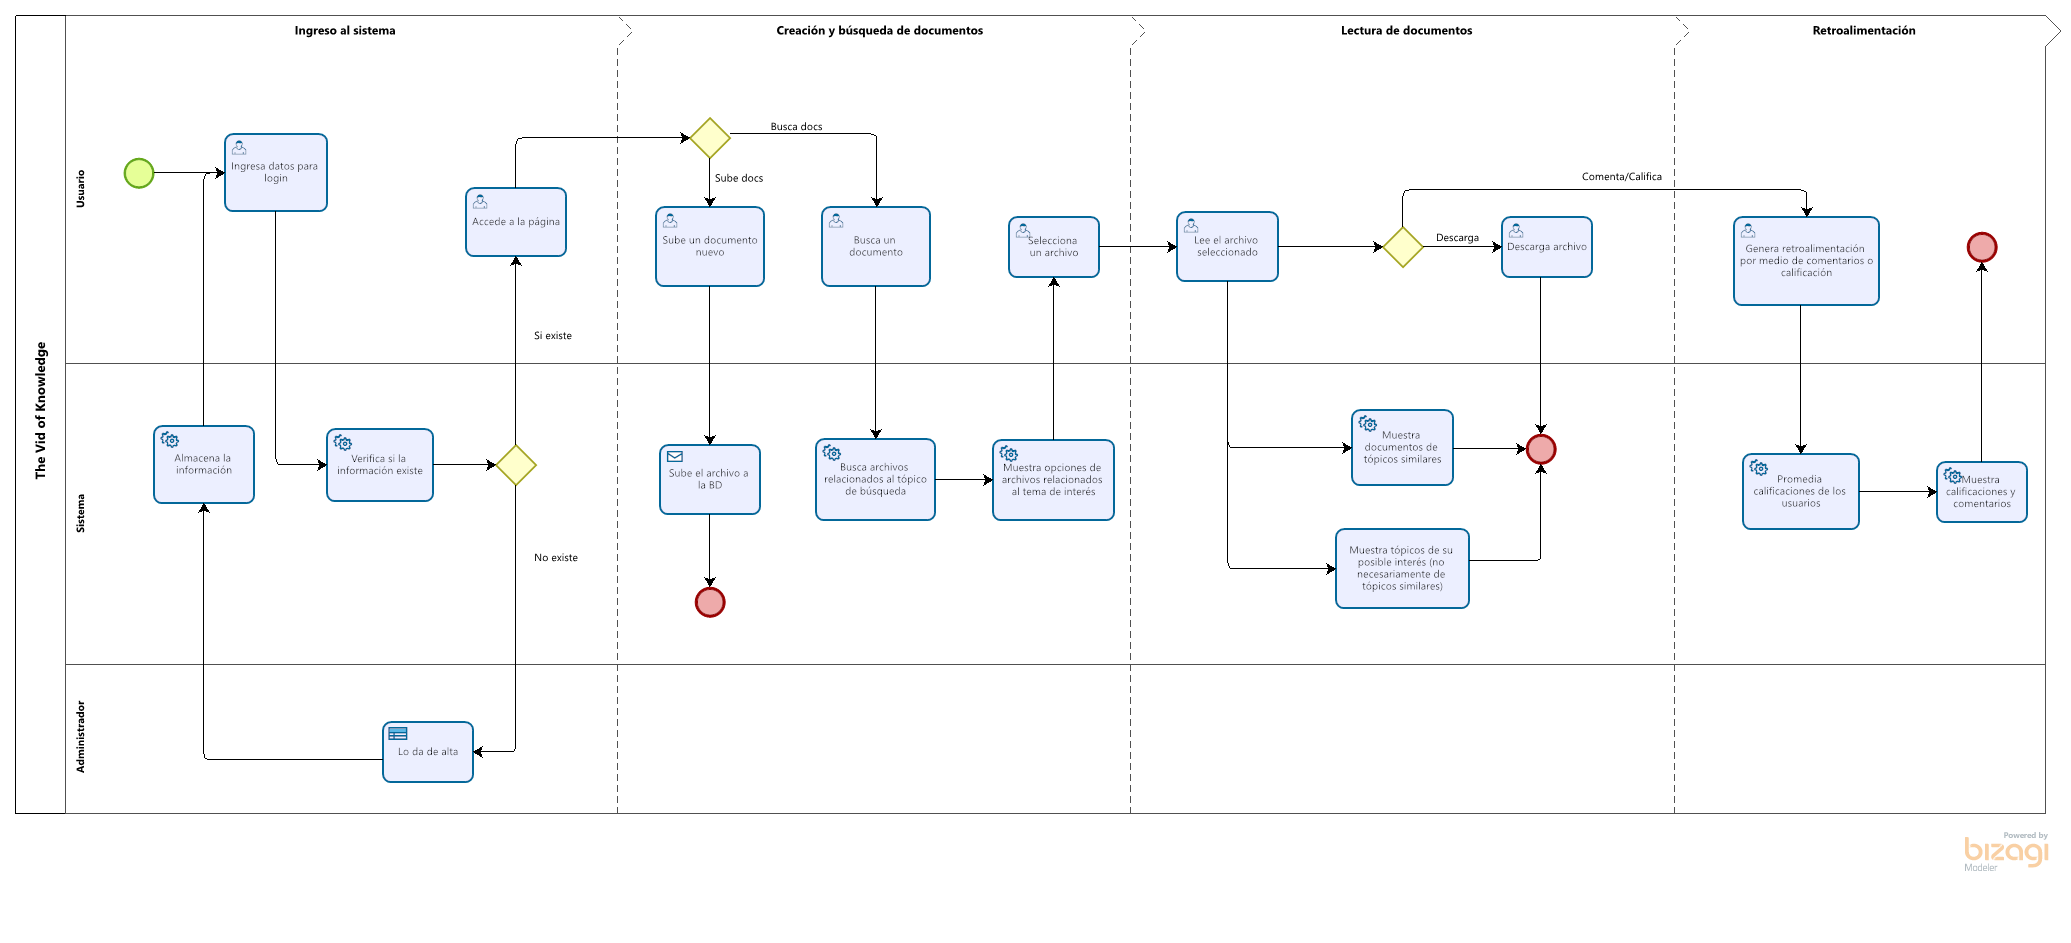 Ingreso al sistema
Creación y búsqueda de documentos
Lectura de documentos
Retroalimentación
The Vid of Knowledge
Usuario
Ingresa datos para
login
Accede a la página
Si existe
Busca docs
Sube docs
Sube un documento
nuevo
Busca un
documento
Selecciona
un archivo
Lee el archivo
seleccionado
Descarga
Descarga archivo
Comenta/Califica
Genera retroalimentación
por medio de comentarios o
calificación
Sistema
Almacena la
información
Verifica si la
información existe
No existe
Sube el archivo a
la BD
Busca archivos
relacionados al tópico
de búsqueda
Muestra opciones de
archivos relacionados
al tema de interés
Muestra
documentos de
tópicos similares
Muestra tópicos de su
posible interés (no
necesariamente de
tópicos similares)
Promedia
calificaciones de los
usuarios
Muestra
calificaciones y
comentarios
Administrador
Lo da de alta
Powered by
bizagi
Modeler